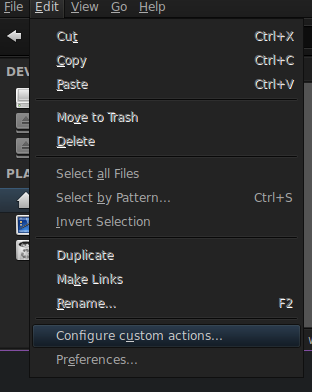 File Edit View Go Help
DEV
PLA
Cut Ctrl+X
Copy Ctrl+C
Paste Ctrl+V
Move to Trash
Delete
Select all Files
Select by Pattern... Ctrl+S
Invert Selection
Duplicate
Make Links
Rename... F2
Configure custom actions...
Preferences...